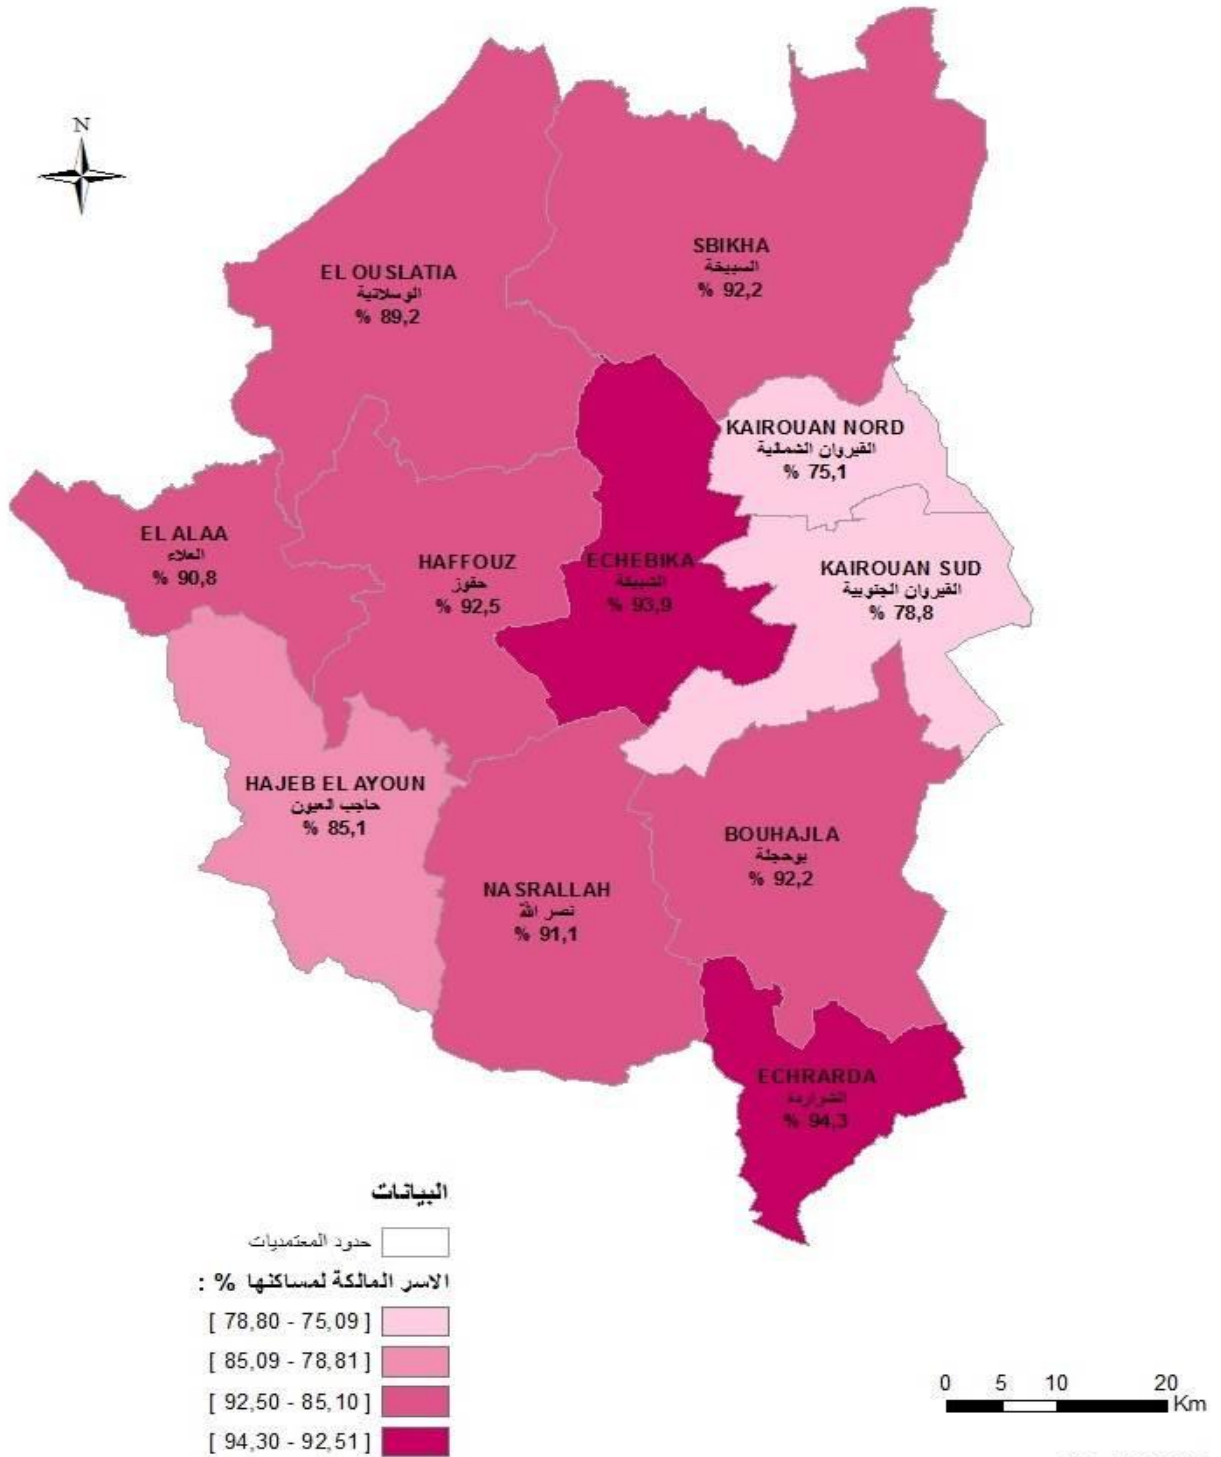 N
SBIKHA
السبيخة
% 92,2
EL OUSLATIA
الوسلاتية
% 89,2
KAIROUAN NORD
القيروان الشمالية
% 75,1
EL ALAA
العلاء
% 90,8
HAFFOUZ
حفوز
% 92,5
ECHEBIKA
الشبيكة
% 93,9
KAIROUAN SUD
القيروان الجنوبية
% 78,8
HAJEB EL AYOUN
حاجب العيون
% 85,1
BOUHAJLA
بوحجلة
% 92,2
NASRALLAH
نصر الله
% 91,1
ECHRARDA
الشراردة
% 94,3
البيانات
حدود المعتمديات
الاسر المالكة لمساكنها % :
[ 78,80 - 75,09 ]
[ 85,09 - 78,81 ]
[ 92,50 - 85,10 ]
[ 94,30 - 92,51 ]
0 5 10 20
Km